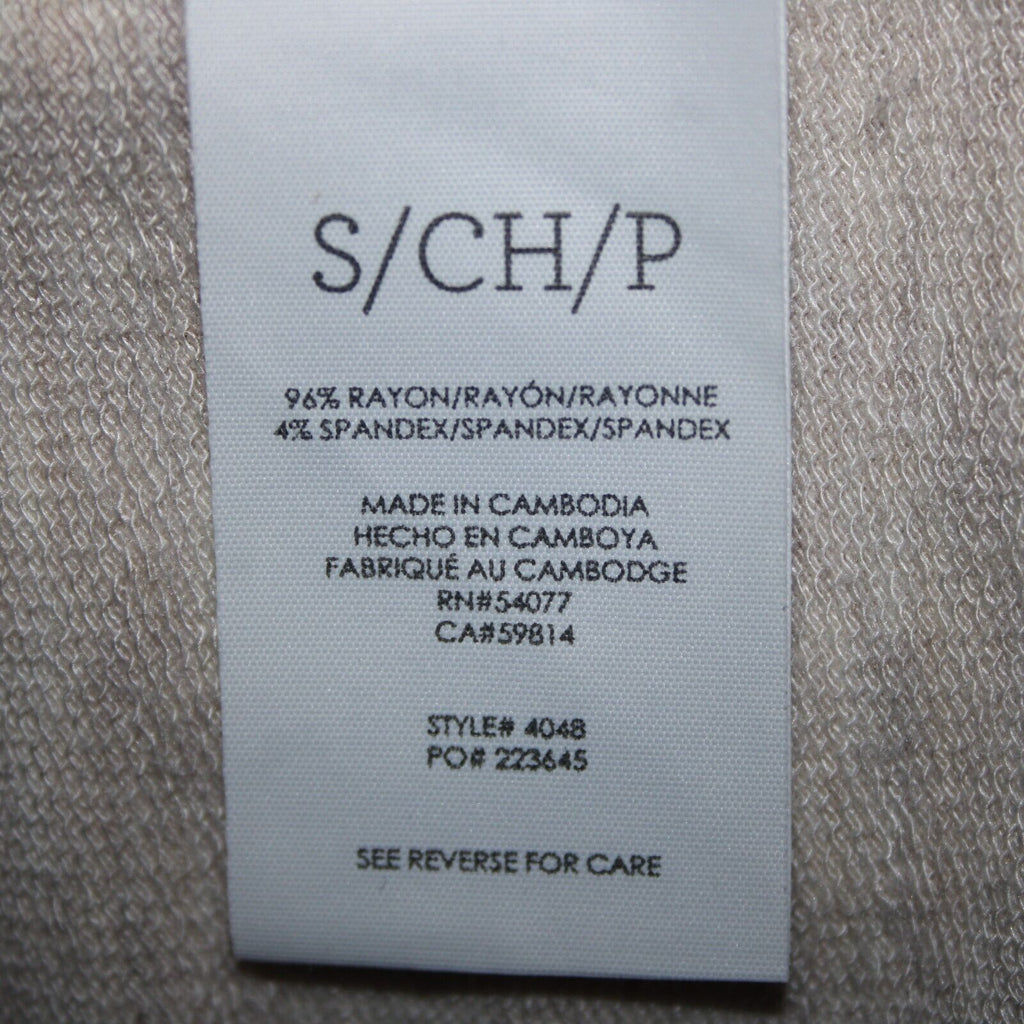 S/CH/P
96% RAYON/RAYÓN/RAYONNE
4% SPANDEX/SPANDEX/SPANDEX
MADE IN CAMBODIA
HECHO EN CAMBOYA
FABRIQUÉ AU CAMBODGE
RN#54077
CA#59814
STYLE# 4048
PO# 223645
SEE REVERSE FOR CARE